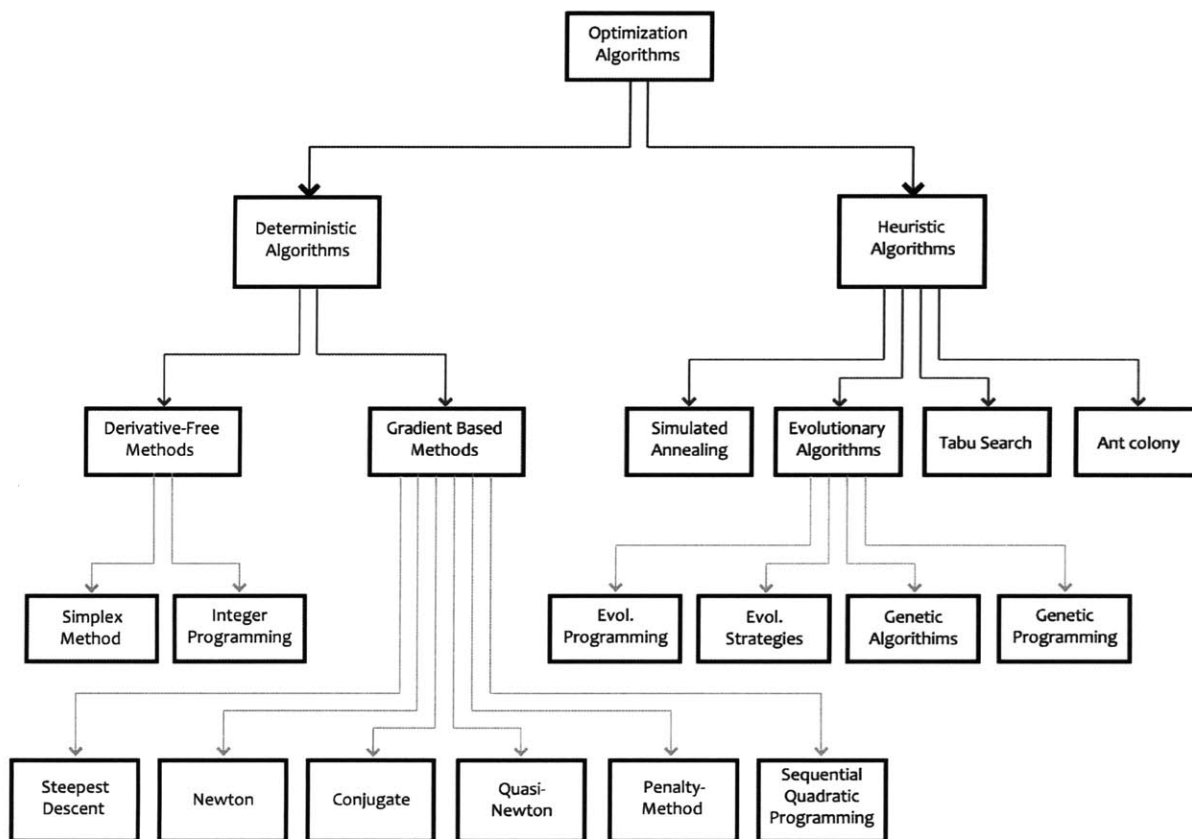 Optimization
Algorithms
Deterministic
Algorithms
Heuristic
Algorithms
Derivative-Free
Methods
Gradient Based
Methods
Simulated
Annealing
Evolutionary
Algorithms
Tabu Search
Ant colony
Simplex
Method
Integer
Programming
Evol.
Programming
Evol.
Strategies
Genetic
Algorithims
Genetic
Programming
Steepest
Descent
Newton
Conjugate
Quasi-
Newton
Penalty-
Method
Sequential
Quadratic
Programming